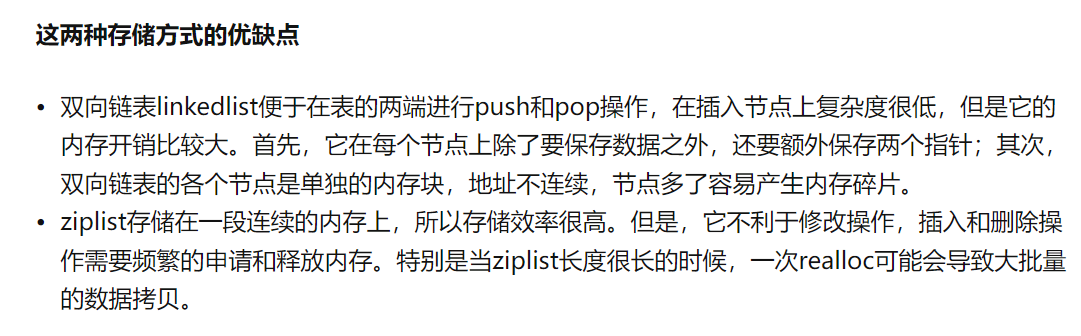 这两种存储方式的优缺点
• 双向链表linkedlist便于在表的两端进行push和pop操作，在插入节点上复杂度很低，但是它的
内存开销比较大。首先，它在每个节点上除了要保存数据之外，还要额外保存两个指针；其次，
双向链表的各个节点是单独的内存块，地址不连续，节点多了容易产生内存碎片。
• ziplist存储在一段连续的内存上，所以存储效率很高。但是，它不利于修改操作，插入和删除操
作需要频繁的申请和释放内存。特别是当ziplist长度很长的时候，一次realloc可能会导致大批量
的数据拷贝。